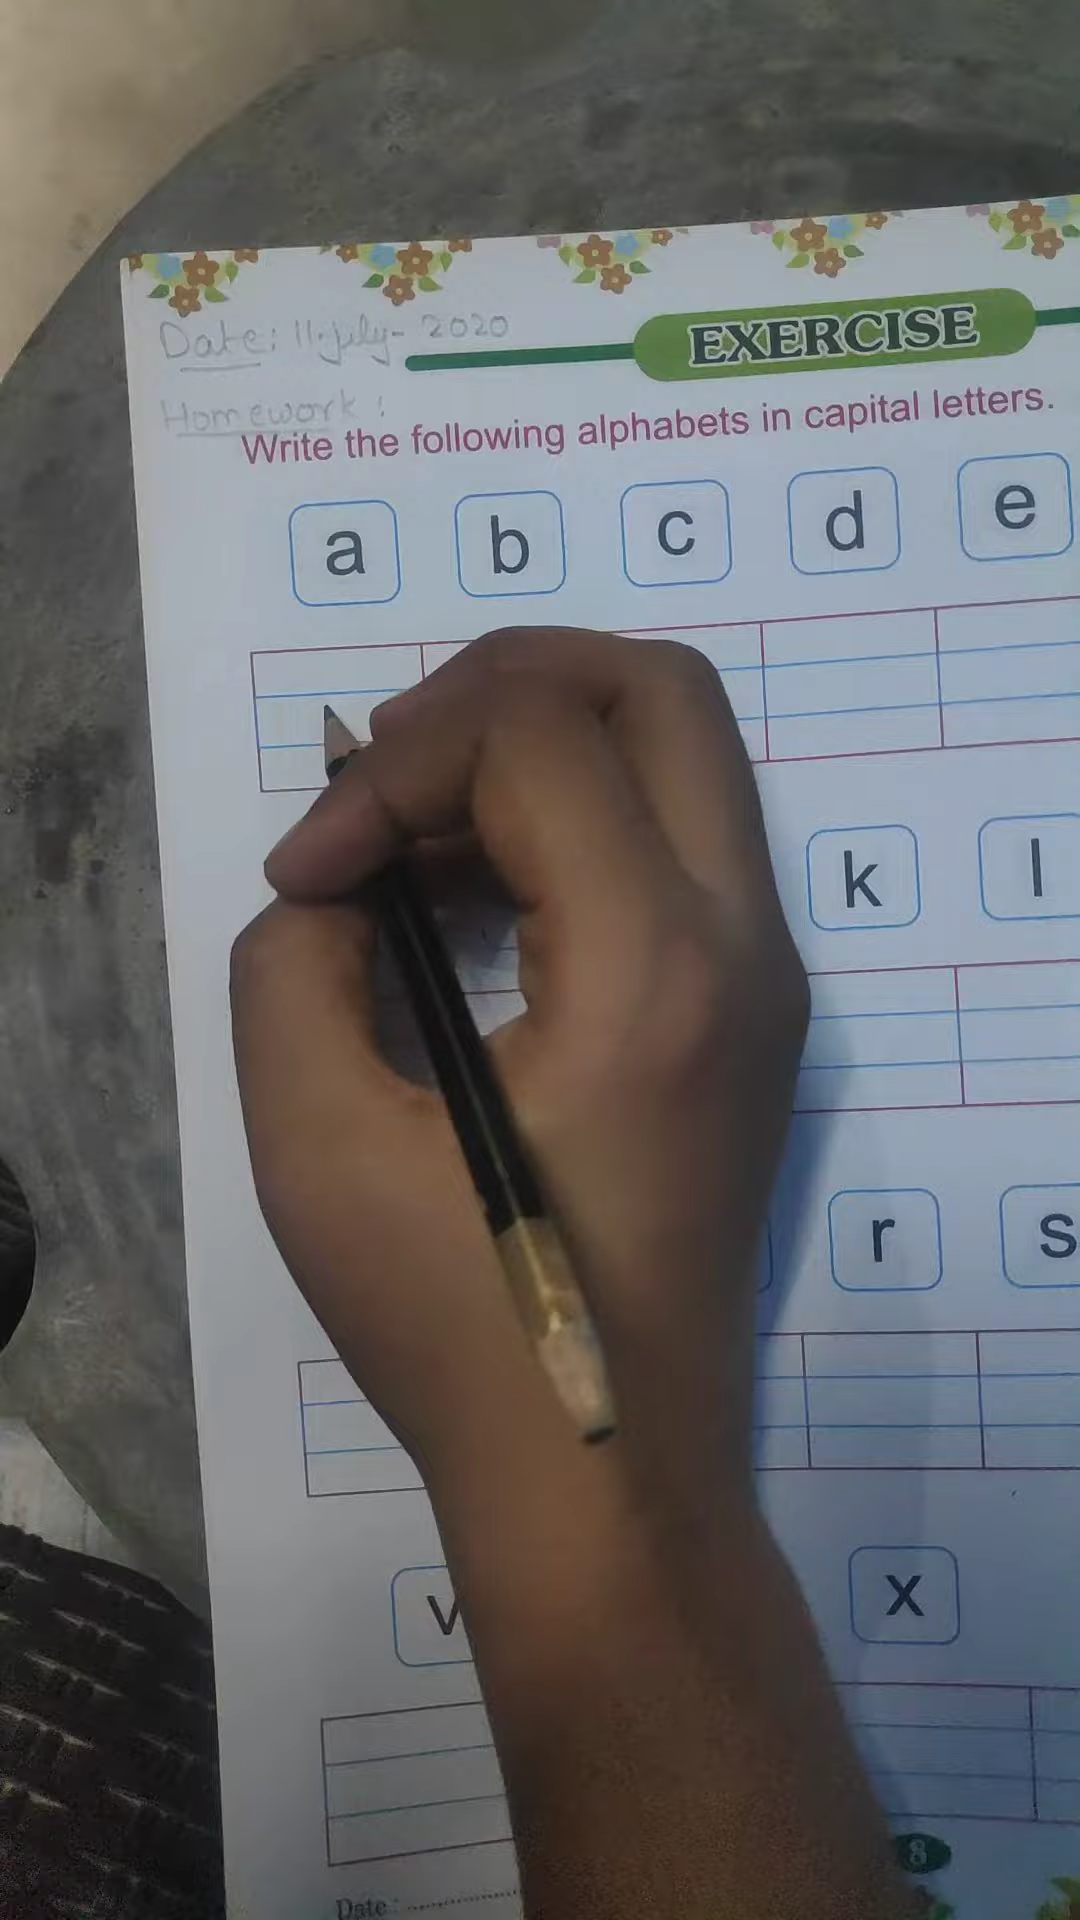 Date: 11-july-2020
EXERCISE
Homework:
Write the following alphabets in capital letters.
a b c d e
k l
r s
v x
8
Date: